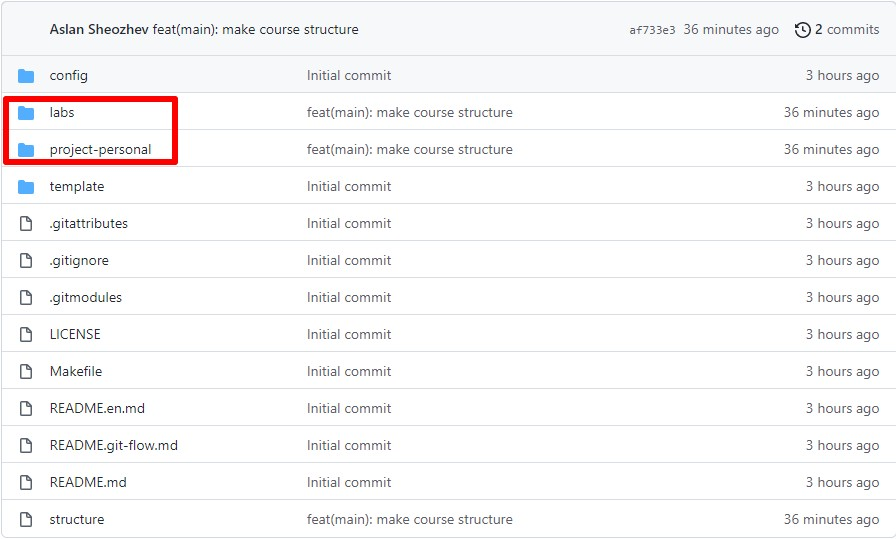 Aslan Sheozhev feat(main): make course structure af733e3 36 minutes ago 2 commits
config Initial commit 3 hours ago
labs feat(main): make course structure 36 minutes ago
project-personal feat(main): make course structure 36 minutes ago
template Initial commit 3 hours ago
.gitattributes Initial commit 3 hours ago
.gitignore Initial commit 3 hours ago
.gitmodules Initial commit 3 hours ago
LICENSE Initial commit 3 hours ago
Makefile Initial commit 3 hours ago
README.en.md Initial commit 3 hours ago
README.git-flow.md Initial commit 3 hours ago
README.md Initial commit 3 hours ago
structure feat(main): make course structure 36 minutes ago